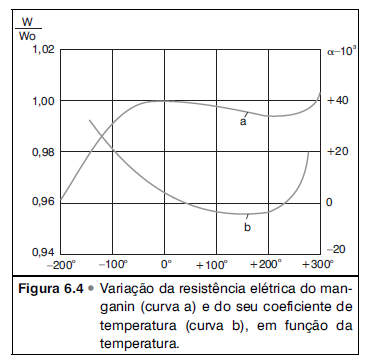 W
Wo
1,02
1,00
0,98
0,96
0,94
α–10³
+40
+20
0
–20
a
b
–200° –100° 0° +100° +200° +300°
Figura 6.4 • Variação da resistência elétrica do man-
ganin (curva a) e do seu coeficiente de
temperatura (curva b), em função da
temperatura.